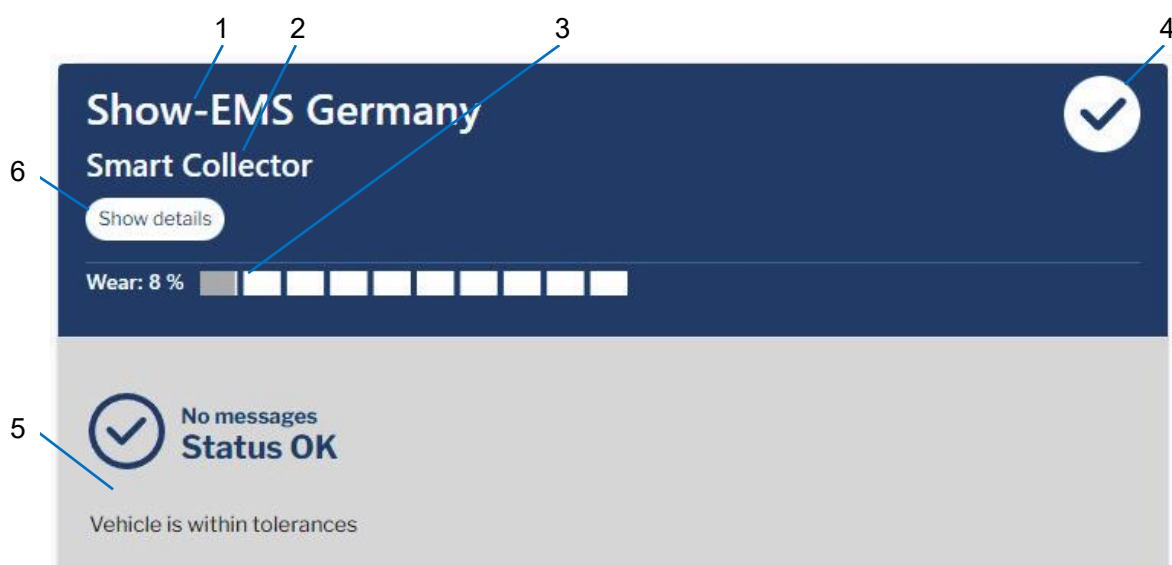 1 2 3 4
Show-EMS Germany
Smart Collector
6
Show details
Wear: 8 %
No messages
5
Status OK
Vehicle is within tolerances